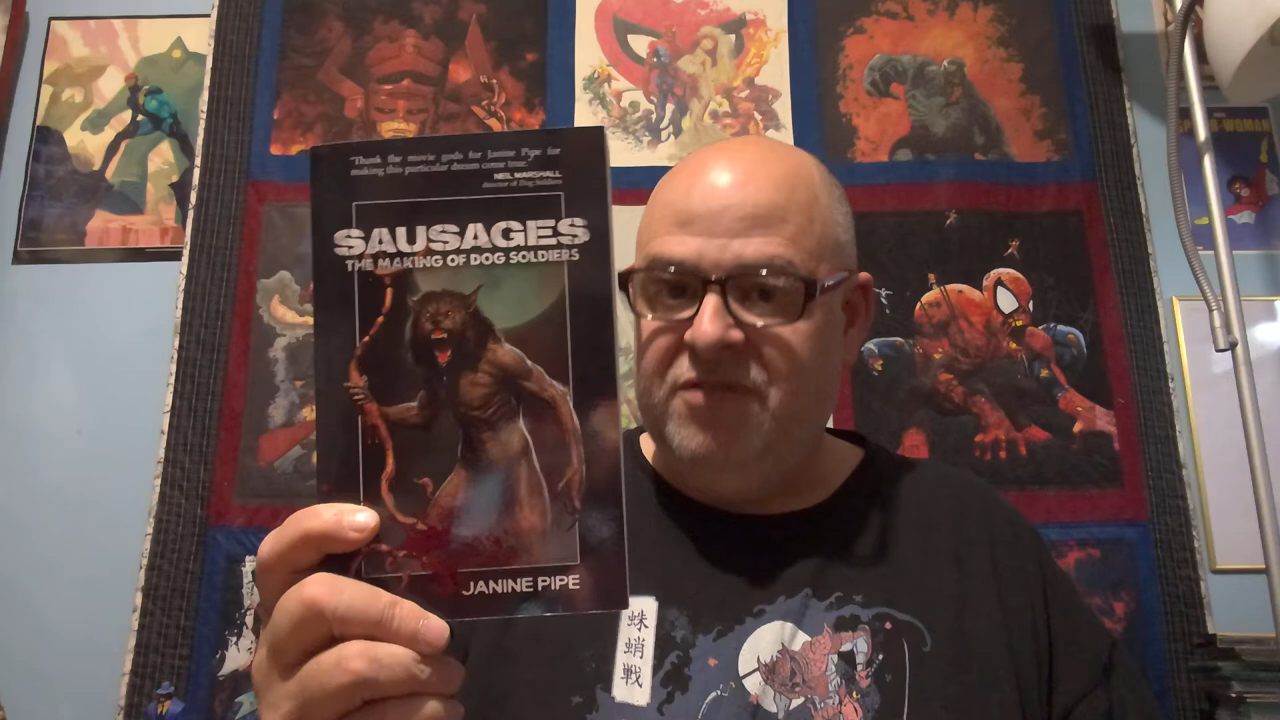 "Thank the movie gods for Janine Pipe for
making this particular dream come true."
NEIL MARSHALL
director of Dog Soldiers
SAUSAGES
THE MAKING OF DOG SOLDIERS
JANINE PIPE
蛛
蛸
戦